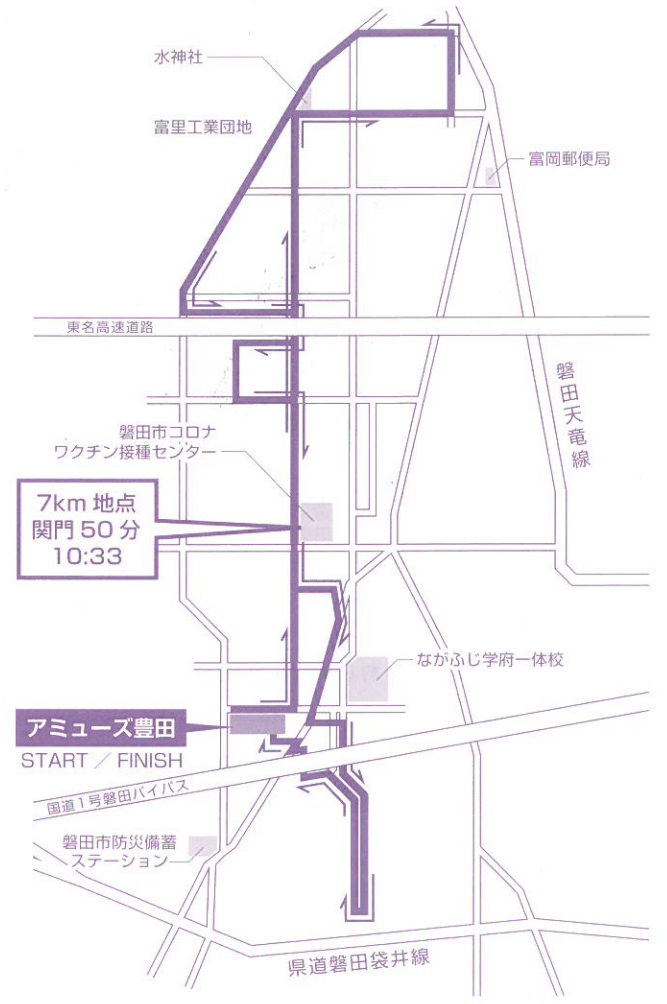 水神社
富里工業団地
富岡郵便局
東名高速道路
磐田天竜線
磐田市コロナ
ワクチン接種センター
7km 地点
関門 50 分
10:33
ながふじ学府一体校
アミューズ豊田
START / FINISH
国道1号磐田バイパス
磐田市防災備蓄
ステーション
県道磐田袋井線